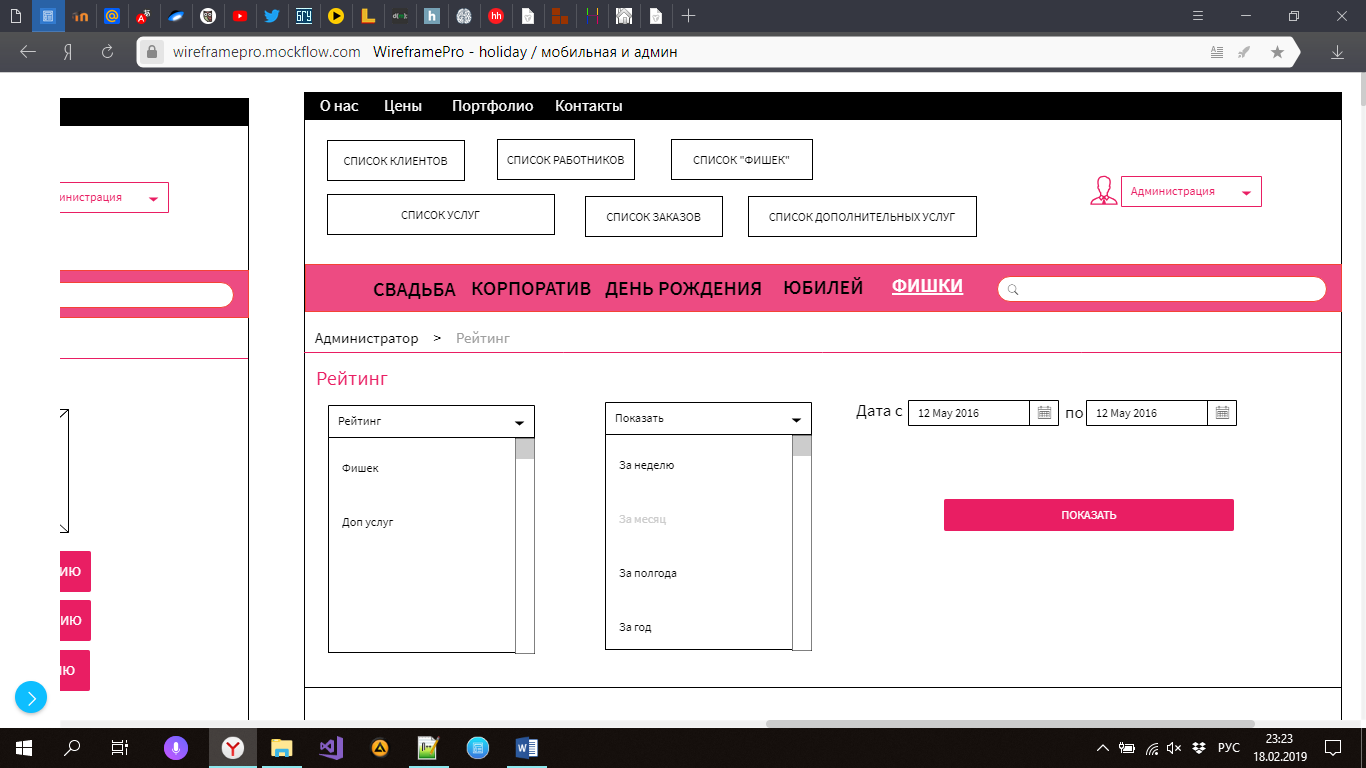 БГУ
d(m);
h
hh
Я
wireframepro.mockflow.com WireframePro - holiday / мобильная и админ
О нас Цены Портфолио Контакты
СПИСОК КЛИЕНТОВ СПИСОК РАБОТНИКОВ СПИСОК "ФИШЕК"
инистрация
Администрация
СПИСОК УСЛУГ СПИСОК ЗАКАЗОВ СПИСОК ДОПОЛНИТЕЛЬНЫХ УСЛУГ
СВАДЬБА КОРПОРАТИВ ДЕНЬ РОЖДЕНИЯ ЮБИЛЕЙ ФИШКИ
Администратор > Рейтинг
Рейтинг
Рейтинг
Фишек
Доп услуг
Показать
За неделю
За месяц
За полгода
За год
Дата с 12 May 2016 по 12 May 2016
ПОКАЗАТЬ
ИЮ
ИЮ
Ю
РУС
23:23
18.02.2019